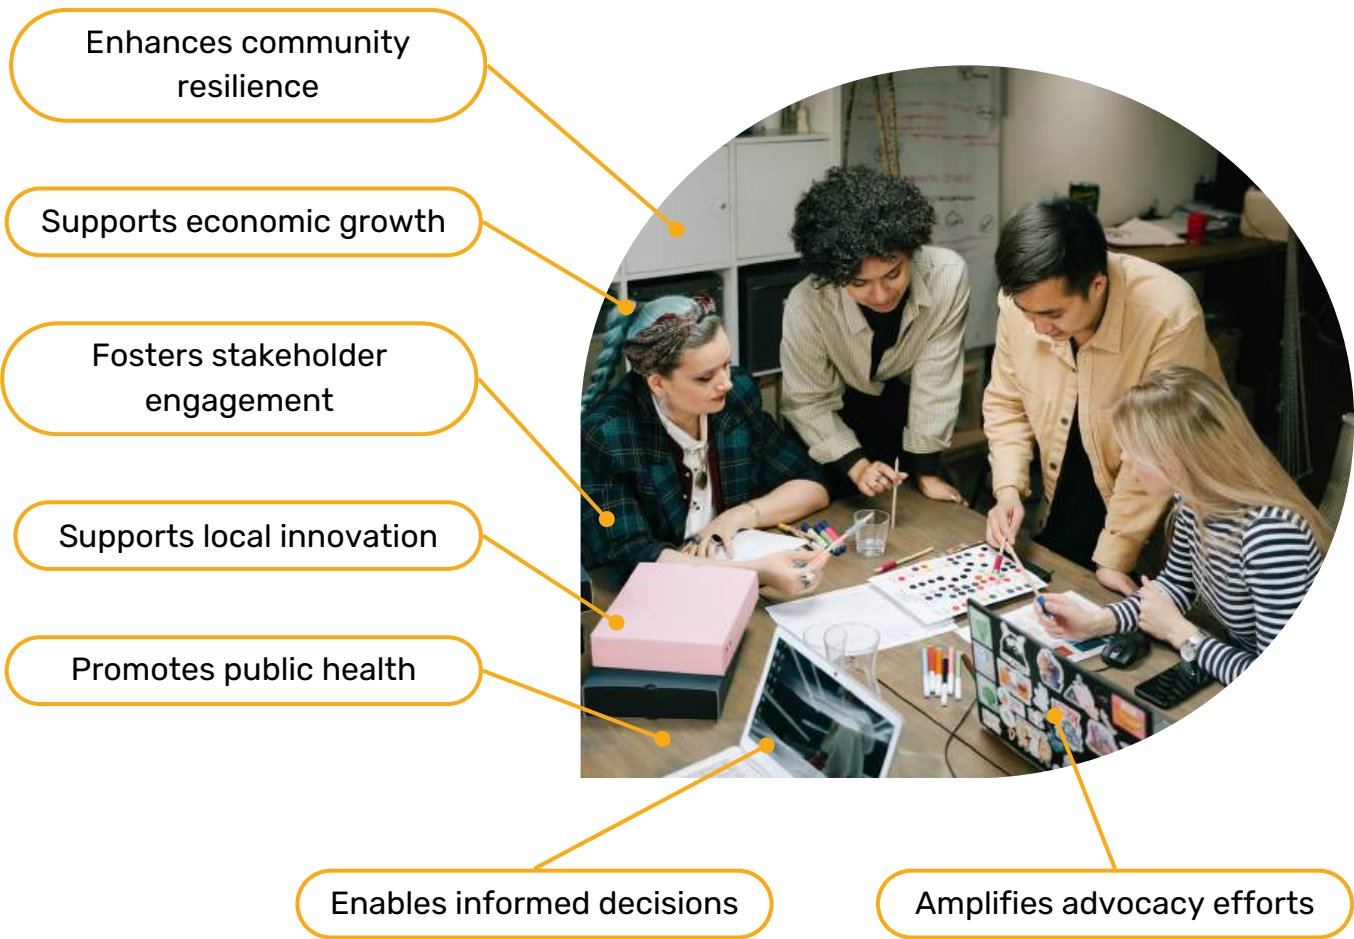 Enhances community
resilience
Supports economic growth
Fosters stakeholder
engagement
Supports local innovation
Promotes public health
Enables informed decisions
Amplifies advocacy efforts